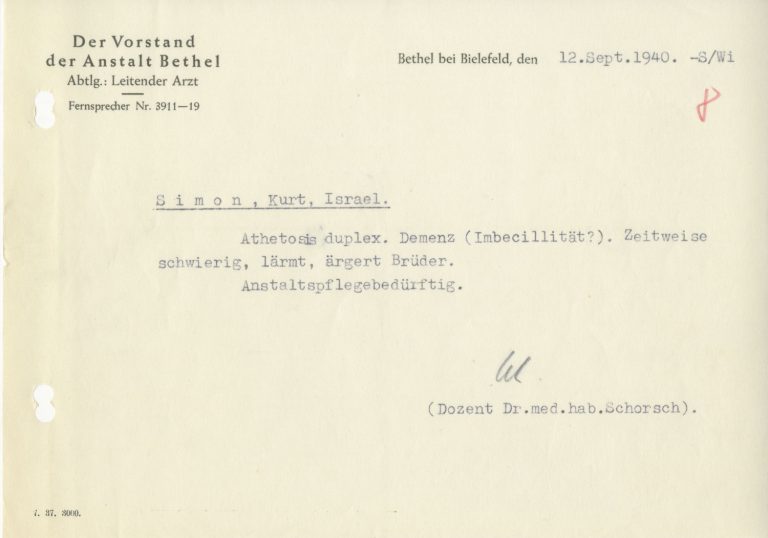 Der Vorstand
der Anstalt Bethel
Abtlg.: Leitender Arzt
Fernsprecher Nr. 3911—19
Bethel bei Bielefeld, den 12.Sept.1940. -S/Wi
8
S i m o n , Kurt, Israel.
Athetosis duplex. Demenz (Imbecillität?). Zeitweise
schwierig, lärmt, ärgert Brüder.
Anstaltspflegebedürftig.
(Dozent Dr.med.hab.Schorsch).
7. 37. 3000.